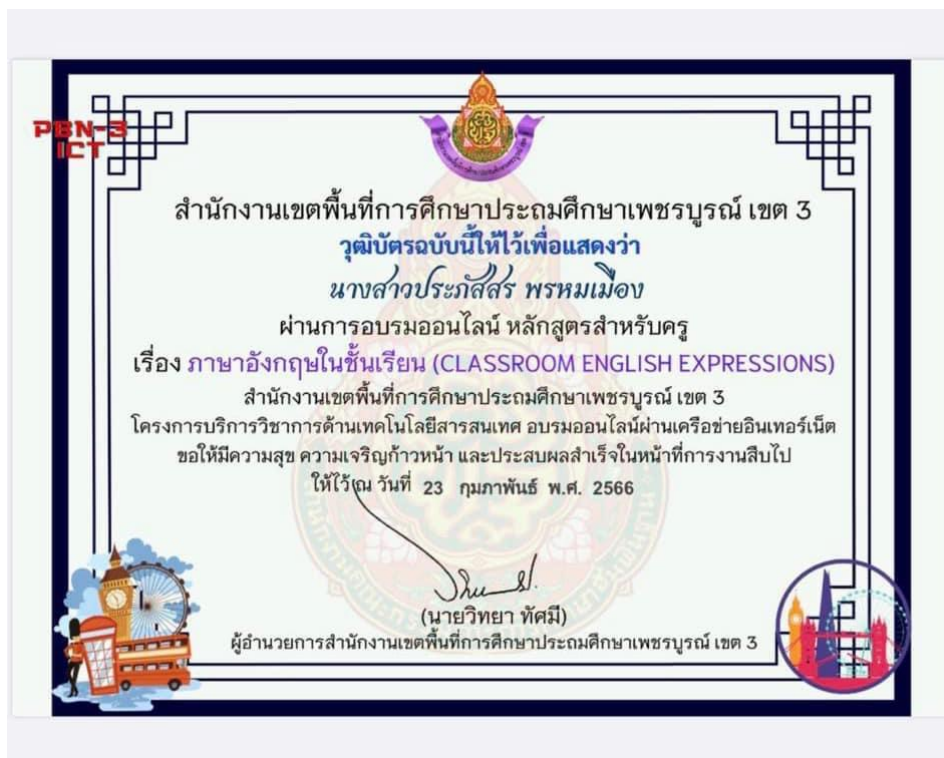 PBN-3
ICT
สำนักงานเขตพื้นที่การศึกษาประถมศึกษาเพชรบูรณ์ เขต 3
วุฒิบัตรฉบับนี้ให้ไว้เพื่อแสดงว่า
นางสาวประภัสสร พรหมเมือง
ผ่านการอบรมออนไลน์ หลักสูตรสำหรับครู
เรื่อง ภาษาอังกฤษในชั้นเรียน (CLASSROOM ENGLISH EXPRESSIONS)
สำนักงานเขตพื้นที่การศึกษาประถมศึกษาเพชรบูรณ์ เขต 3
โครงการบริการวิชาการด้านเทคโนโลยีสารสนเทศ อบรมออนไลน์ผ่านเครือข่ายอินเทอร์เน็ต
ขอให้มีความสุข ความเจริญก้าวหน้า และประสบผลสำเร็จในหน้าที่การงานสืบไป
ให้ไว้ ณ วันที่ 23 กุมภาพันธ์ พ.ศ. 2566
(นายวิทยา ทัศมี)
ผู้อำนวยการสำนักงานเขตพื้นที่การศึกษาประถมศึกษาเพชรบูรณ์ เขต 3